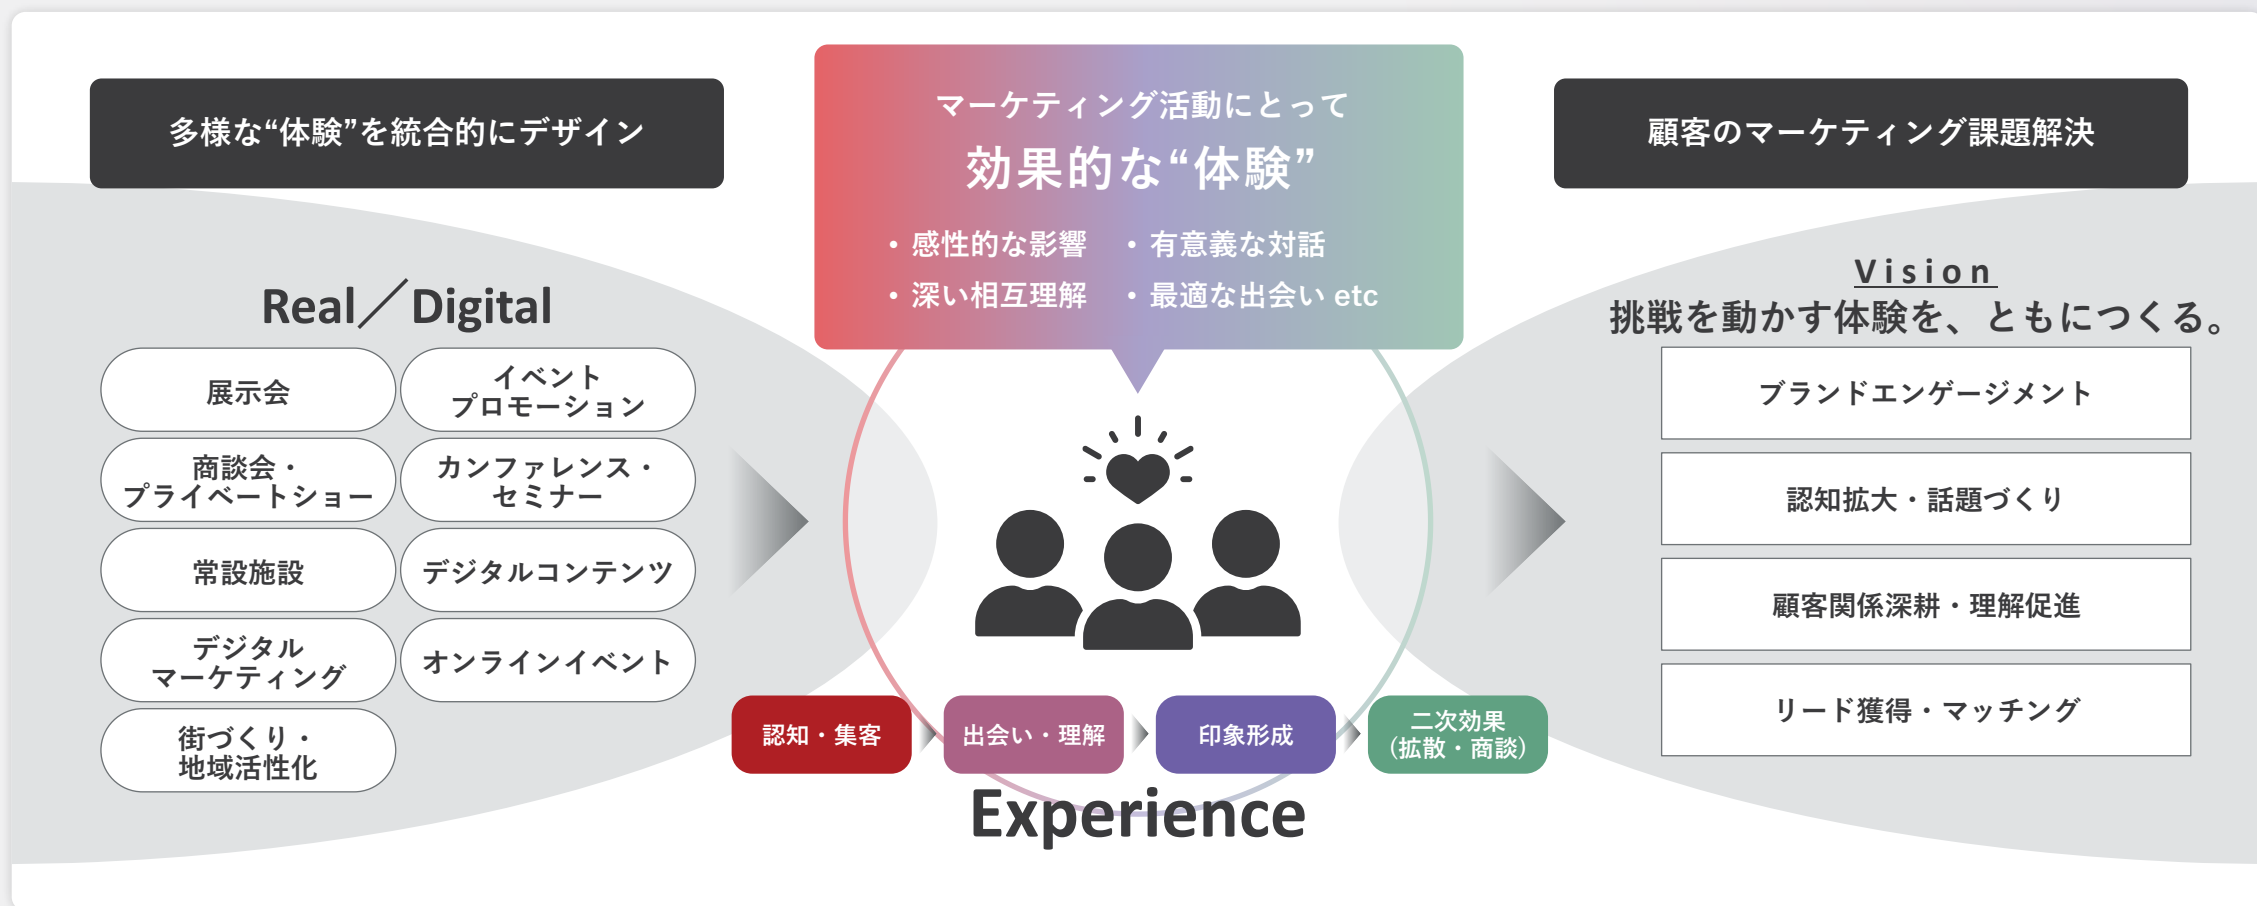 多様な“体験”を統合的にデザイン
Real／Digital
展示会
イベント
プロモーション
商談会・
プライベートショー
カンファレンス・
セミナー
常設施設
デジタルコンテンツ
デジタル
マーケティング
オンラインイベント
街づくり・
地域活性化
マーケティング活動にとって
効果的な“体験”
・感性的な影響 ・有意義な対話
・深い相互理解 ・最適な出会い etc
認知・集客
出会い・理解
印象形成
二次効果
（拡散・商談）
Experience
顧客のマーケティング課題解決
Vision
挑戦を動かす体験を、ともにつくる。
ブランドエンゲージメント
認知拡大・話題づくり
顧客関係深耕・理解促進
リード獲得・マッチング